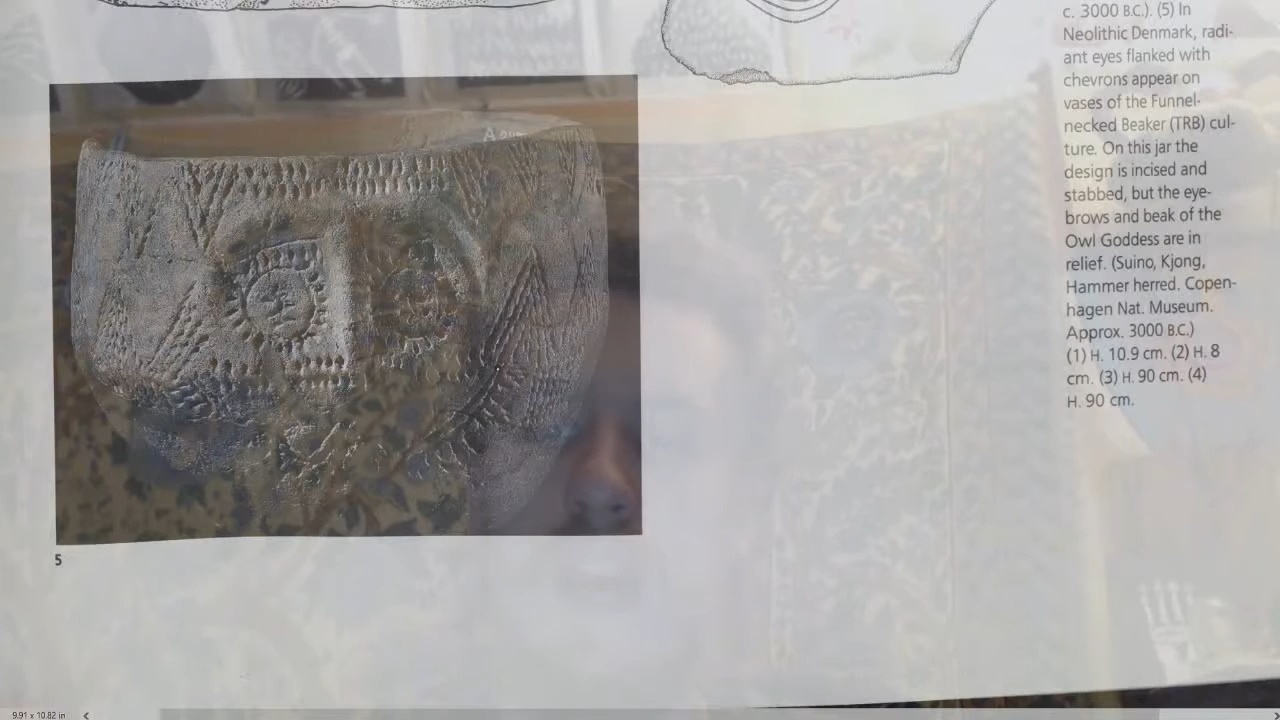 c. 3000 B.C.). (5) In
Neolithic Denmark, radi-
ant eyes flanked with
chevrons appear on
vases of the Funnel-
necked Beaker (TRB) cul-
ture. On this jar the
design is incised and
stabbed, but the eye-
brows and beak of the
Owl Goddess are in
relief. (Suino, Kjong,
Hammer herred. Copen-
hagen Nat. Museum.
Approx. 3000 B.C.)
(1) H. 10.9 cm. (2) H. 8
cm. (3) H. 90 cm. (4)
H. 90 cm.
5
9.91 x 10.82 in